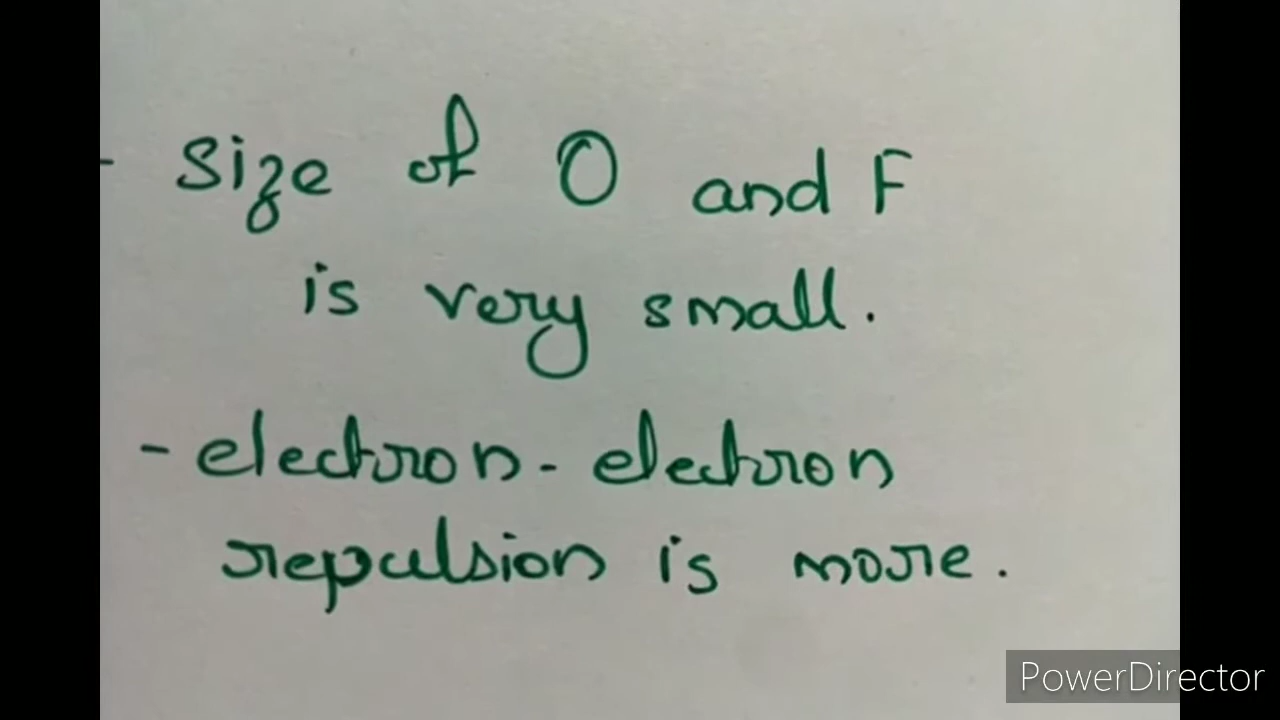 - Size of O and F
is very small.
- electron - electron
repulsion is more.
PowerDirector